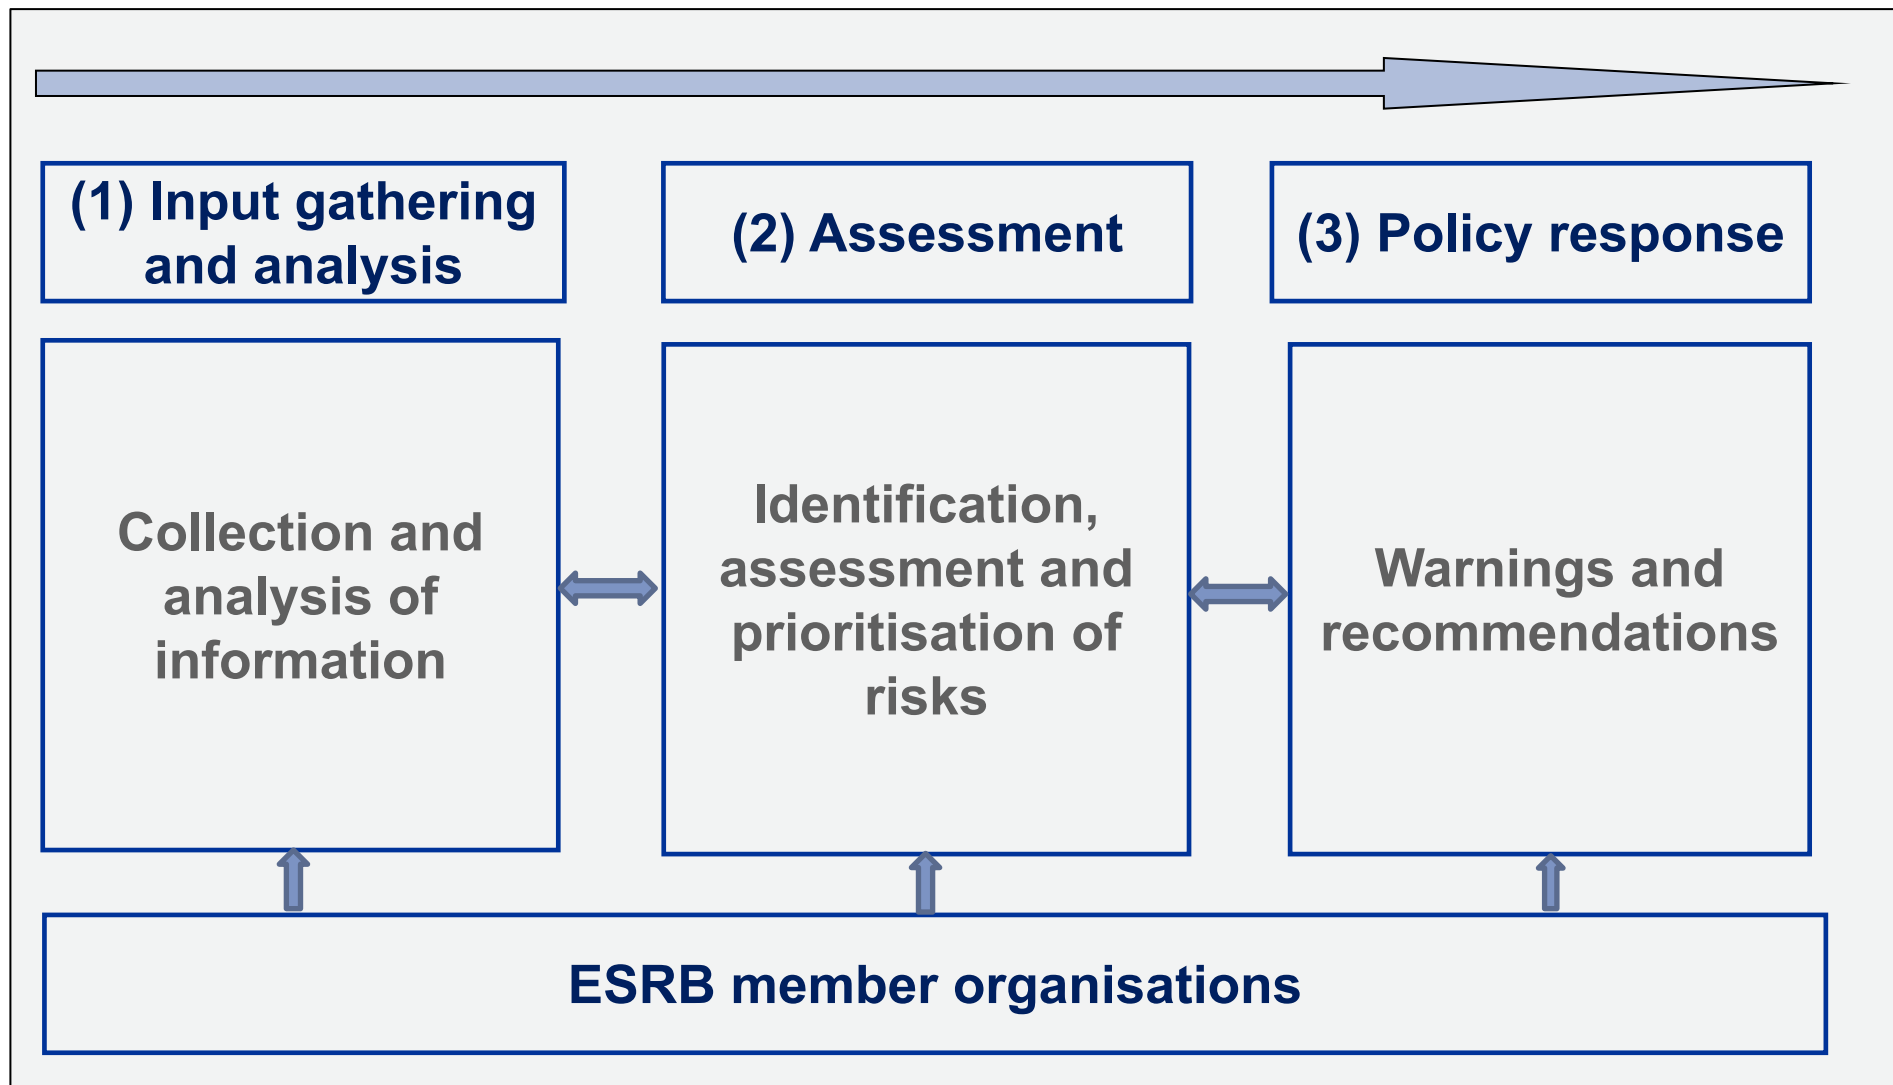 (1) Input gathering
and analysis
(2) Assessment
(3) Policy response
Collection and
analysis of
information
Identification,
assessment and
prioritisation of
risks
Warnings and
recommendations
ESRB member organisations